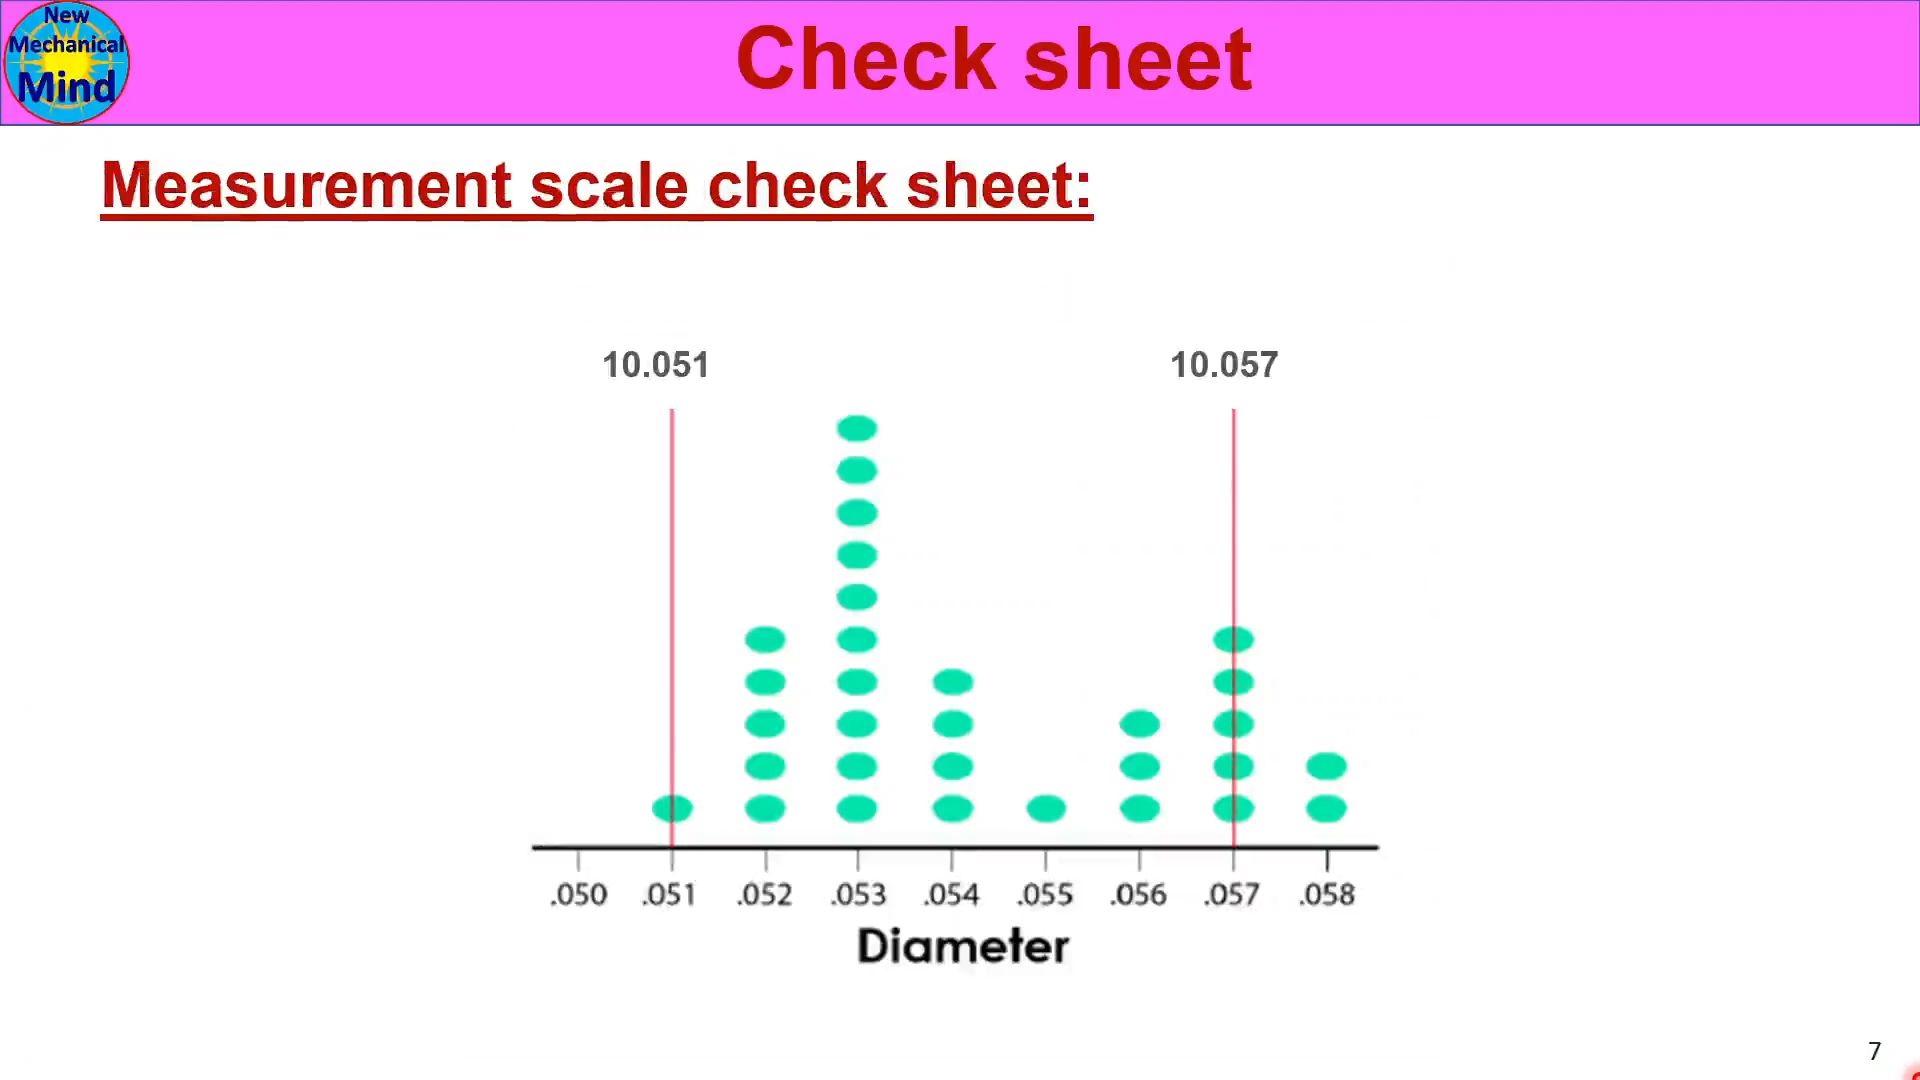 New
Mechanical
Mind
Check sheet
Measurement scale check sheet:
10.051 10.057
.050 .051 .052 .053 .054 .055 .056 .057 .058
Diameter
7